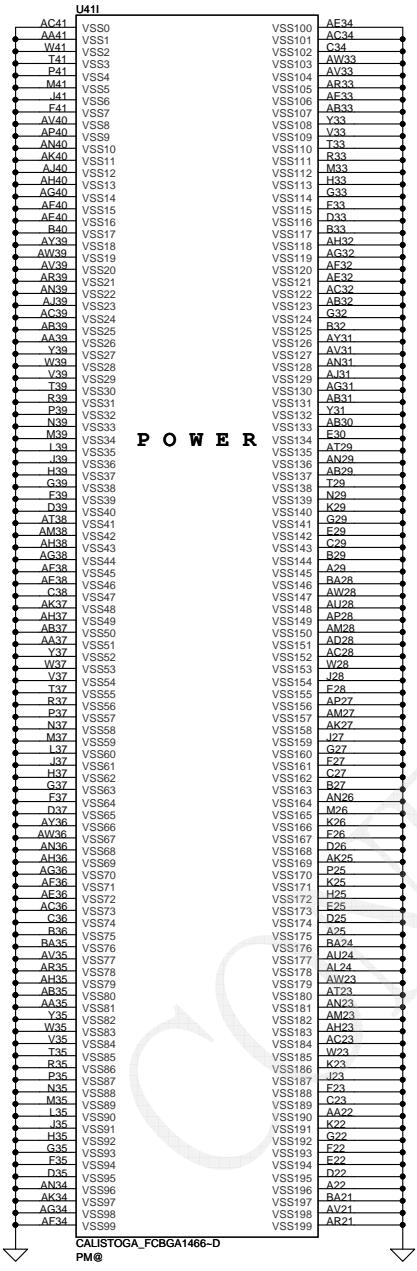 U41I
AC41 VSS0 VSS100 AE34
AA41 VSS1 VSS101 AC34
W41 VSS2 VSS102 C34
T41 VSS3 VSS103 AW33
P41 VSS4 VSS104 AV33
M41 VSS5 VSS105 AR33
J41 VSS6 VSS106 AE33
F41 VSS7 VSS107 AB33
AV40 VSS8 VSS108 Y33
AP40 VSS9 VSS109 V33
AN40 VSS10 VSS110 T33
AK40 VSS11 VSS111 R33
AJ40 VSS12 VSS112 M33
AH40 VSS13 VSS113 H33
AG40 VSS14 VSS114 G33
AF40 VSS15 VSS115 F33
AE40 VSS16 VSS116 D33
B40 VSS17 VSS117 B33
AY39 VSS18 VSS118 AH32
AW39 VSS19 VSS119 AG32
AV39 VSS20 VSS120 AF32
AR39 VSS21 VSS121 AE32
AN39 VSS22 VSS122 AC32
AJ39 VSS23 VSS123 AB32
AC39 VSS24 VSS124 G32
AB39 VSS25 VSS125 B32
AA39 VSS26 VSS126 AY31
Y39 VSS27 VSS127 AV31
W39 VSS28 VSS128 AN31
V39 VSS29 VSS129 AJ31
T39 VSS30 VSS130 AG31
R39 VSS31 VSS131 AB31
P39 VSS32 VSS132 Y31
N39 VSS33 VSS133 AB30
M39 VSS34 P O W E R VSS134 E30
L39 VSS35 VSS135 AT29
J39 VSS36 VSS136 AN29
H39 VSS37 VSS137 AB29
G39 VSS38 VSS138 T29
F39 VSS39 VSS139 N29
D39 VSS40 VSS140 K29
AT38 VSS41 VSS141 G29
AM38 VSS42 VSS142 E29
AH38 VSS43 VSS143 C29
AG38 VSS44 VSS144 B29
AF38 VSS45 VSS145 A29
AE38 VSS46 VSS146 BA28
C38 VSS47 VSS147 AW28
AK37 VSS48 VSS148 AU28
AH37 VSS49 VSS149 AP28
AB37 VSS50 VSS150 AM28
AA37 VSS51 VSS151 AD28
Y37 VSS52 VSS152 AC28
W37 VSS53 VSS153 W28
V37 VSS54 VSS154 J28
T37 VSS55 VSS155 E28
R37 VSS56 VSS156 AP27
P37 VSS57 VSS157 AM27
N37 VSS58 VSS158 AK27
M37 VSS59 VSS159 J27
L37 VSS60 VSS160 G27
J37 VSS61 VSS161 F27
H37 VSS62 VSS162 C27
G37 VSS63 VSS163 B27
F37 VSS64 VSS164 AN26
D37 VSS65 VSS165 M26
AY36 VSS66 VSS166 K26
AW36 VSS67 VSS167 F26
AN36 VSS68 VSS168 D26
AH36 VSS69 VSS169 AK25
AG36 VSS70 VSS170 P25
AF36 VSS71 VSS171 K25
AE36 VSS72 VSS172 H25
AC36 VSS73 VSS173 E25
C36 VSS74 VSS174 D25
B36 VSS75 VSS175 A25
BA35 VSS76 VSS176 BA24
AV35 VSS77 VSS177 AU24
AR35 VSS78 VSS178 AL24
AH35 VSS79 VSS179 AW23
AB35 VSS80 VSS180 AT23
AA35 VSS81 VSS181 AN23
Y35 VSS82 VSS182 AM23
W35 VSS83 VSS183 AH23
V35 VSS84 VSS184 AC23
T35 VSS85 VSS185 W23
R35 VSS86 VSS186 K23
P35 VSS87 VSS187 J23
N35 VSS88 VSS188 F23
M35 VSS89 VSS189 C23
L35 VSS90 VSS190 AA22
J35 VSS91 VSS191 K22
H35 VSS92 VSS192 G22
G35 VSS93 VSS193 F22
F35 VSS94 VSS194 E22
D35 VSS95 VSS195 D22
AN34 VSS96 VSS196 A22
AK34 VSS97 VSS197 BA21
AG34 VSS98 VSS198 AV21
AF34 VSS99 VSS199 AR21
CALISTOGA_FCBGA1466~D
PM@